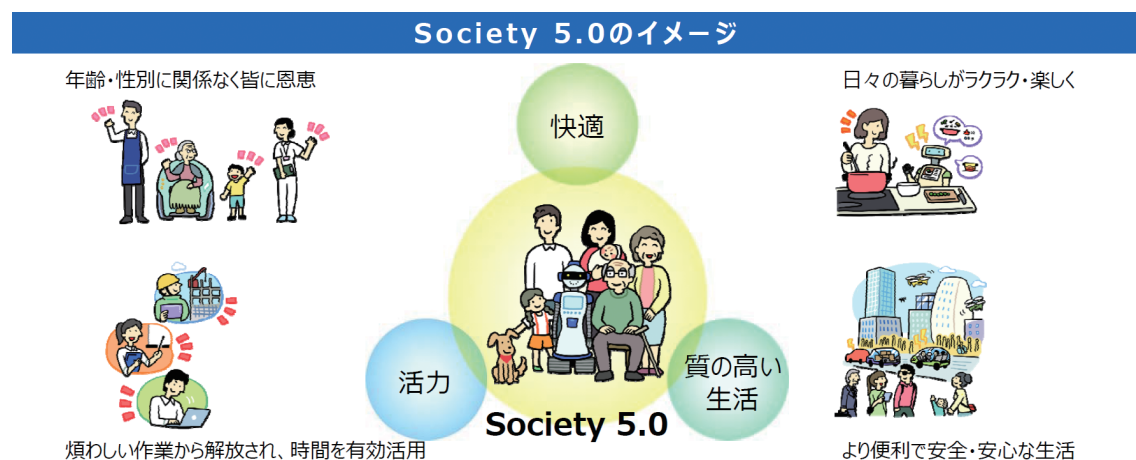 Society 5.0のイメージ
年齢・性別に関係なく皆に恩恵
日々の暮らしがラクラク・楽しく
快適
活力
質の高い
生活
Society 5.0
煩わしい作業から解放され、時間を有効活用
より便利で安全・安心な生活